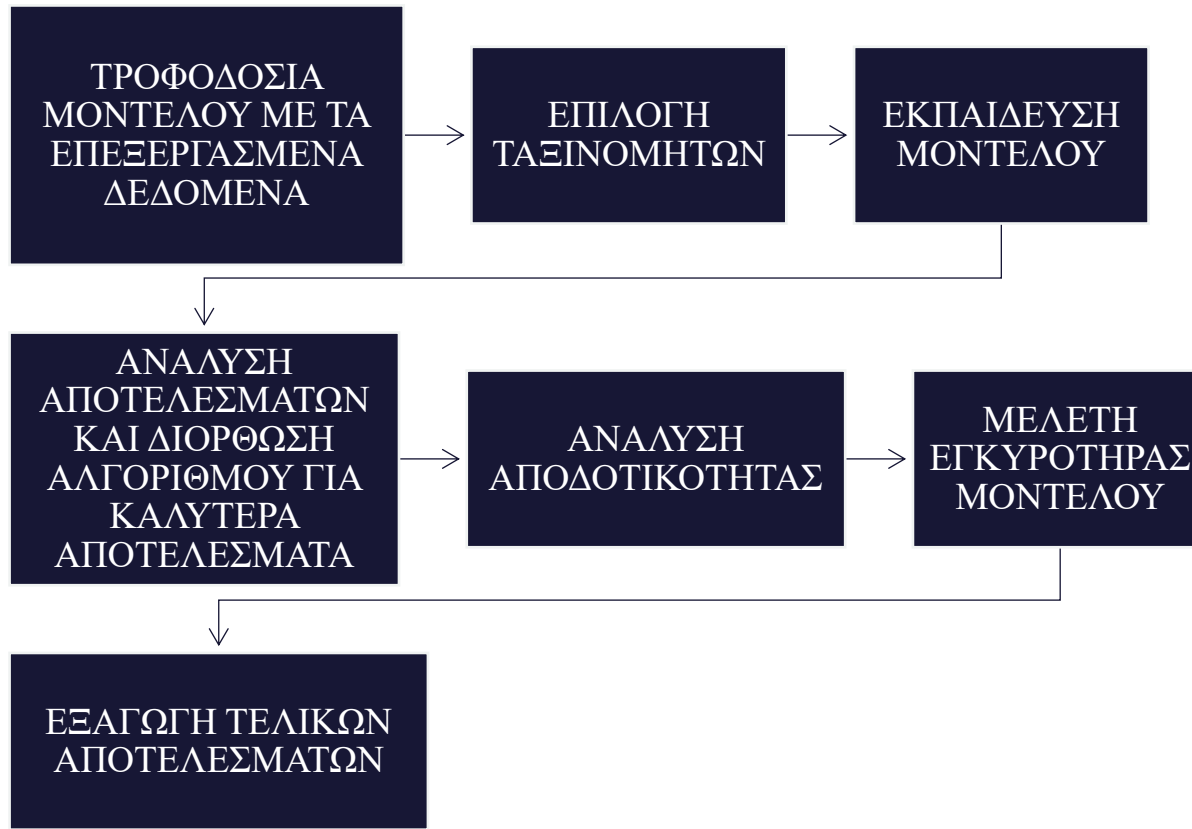 ΤΡΟΦΟΔΟΣΙΑ
ΜΟΝΤΕΛΟΥ ΜΕ ΤΑ
ΕΠΕΞΕΡΓΑΣΜΕΝΑ
ΔΕΔΟΜΕΝΑ
ΕΠΙΛΟΓΗ
ΤΑΞΙΝΟΜΗΤΩΝ
ΕΚΠΑΙΔΕΥΣΗ
ΜΟΝΤΕΛΟΥ
ΑΝΑΛΥΣΗ
ΑΠΟΤΕΛΕΣΜΑΤΩΝ
ΚΑΙ ΔΙΟΡΘΩΣΗ
ΑΛΓΟΡΙΘΜΟΥ ΓΙΑ
ΚΑΛΥΤΕΡΑ
ΑΠΟΤΕΛΕΣΜΑΤΑ
ΑΝΑΛΥΣΗ
ΑΠΟΔΟΤΙΚΟΤΗΤΑΣ
ΜΕΛΕΤΗ
ΕΓΚΥΡΟΤΗΡΑΣ
ΜΟΝΤΕΛΟΥ
ΕΞΑΓΩΓΗ ΤΕΛΙΚΩΝ
ΑΠΟΤΕΛΕΣΜΑΤΩΝ